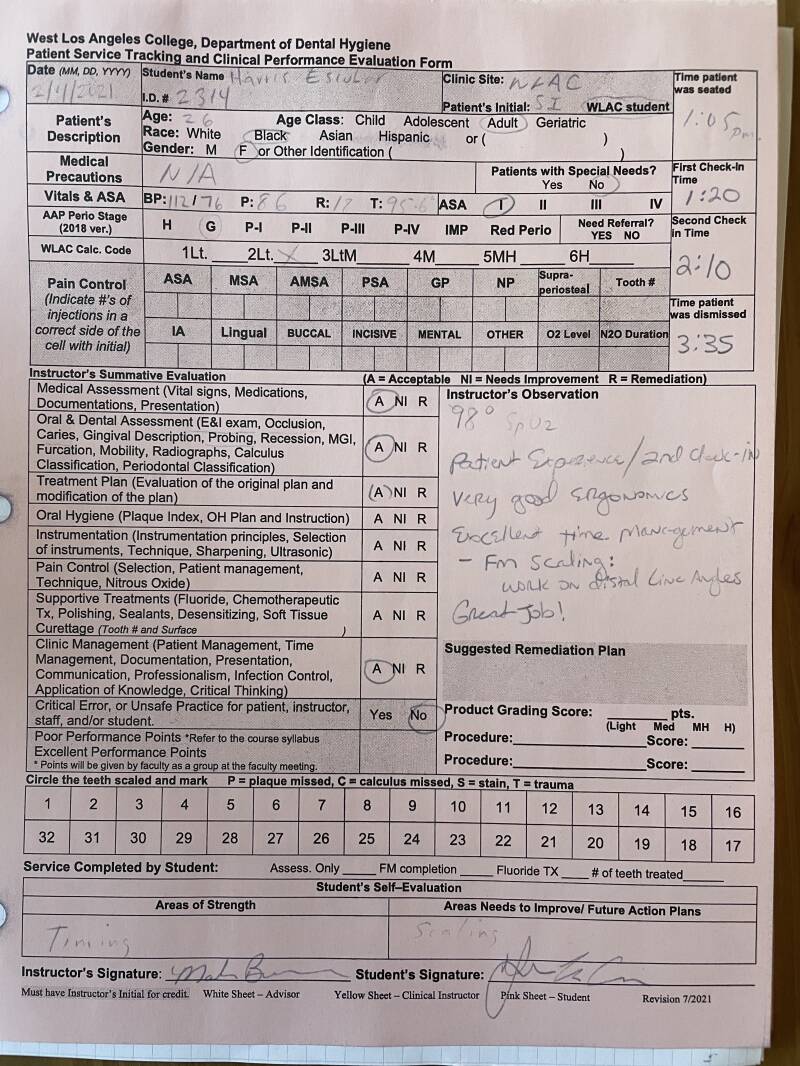 West Los Angeles College, Department of Dental Hygiene
Patient Service Tracking and Clinical Performance Evaluation Form
Date (MM, DD, YYYY) Student's Name Harris Clinic Site: WLAC Time patient was seated
I.D. # 2314 Patient's Initial: SI WLAC student 1:05 pm
Patient's Description
Age: 26 Age Class: Child Adolescent Adult Geriatric
Race: White Black Asian Hispanic or ( )
Gender: M F or Other Identification ( )
Medical Precautions N/A Patients with Special Needs? Yes No First Check-In Time 1:20
Vitals & ASA BP: 112/76 P: 86 R: 17 T: ASA I II III IV
AAP Perio Stage (2018 ver.) H G P-I P-II P-III P-IV IMP Red Perio Need Referral? YES NO Second Check in Time 2:10
WLAC Calc. Code 1Lt. ___ 2Lt. X 3LtM ___ 4M ___ 5MH ___ 6H ___
Pain Control (Indicate #'s of injections in a correct side of the cell with initial)
ASA MSA AMSA PSA GP NP Supra-periosteal Tooth #
IA Lingual BUCCAL INCISIVE MENTAL OTHER O2 Level N2O Duration
Time patient was dismissed 3:35
Instructor's Summative Evaluation (A = Acceptable NI = Needs Improvement R = Remediation)
Medical Assessment (Vital signs, Medications, Documentations, Presentation) A NI R
Oral & Dental Assessment (E&I exam, Occlusion, Caries, Gingival Description, Probing, Recession, MGI, Furcation, Mobility, Radiographs, Calculus Classification, Periodontal Classification) A NI R
Treatment Plan (Evaluation of the original plan and modification of the plan) A NI R
Oral Hygiene (Plaque Index, OH Plan and Instruction) A NI R
Instrumentation (Instrumentation principles, Selection of instruments, Technique, Sharpening, Ultrasonic) A NI R
Pain Control (Selection, Patient management, Technique, Nitrous Oxide) A NI R
Supportive Treatments (Fluoride, Chemotherapeutic Tx, Polishing, Sealants, Desensitizing, Soft Tissue Curettage (Tooth # and Surface ) A NI R
Clinic Management (Patient Management, Time Management, Documentation, Presentation, Communication, Professionalism, Infection Control, Application of Knowledge, Critical Thinking) A NI R
Critical Error, or Unsafe Practice for patient, instructor, staff, and/or student. Yes No
Poor Performance Points *Refer to the course syllabus
Excellent Performance Points
* Points will be given by faculty as a group at the faculty meeting.
Instructor's Observation
98° SpO2
Patient Experience/2nd check-in
Very good Ergonomics
Excellent time management
- Fm Scaling:
work on distal Line Angles
Great Job!
Suggested Remediation Plan
Product Grading Score: ___ pts.
(Light Med MH H)
Procedure: ___ Score: ___
Procedure: ___ Score: ___
Circle the teeth scaled and mark P = plaque missed, C = calculus missed, S = stain, T = trauma
1 2 3 4 5 6 7 8 9 10 11 12 13 14 15 16
32 31 30 29 28 27 26 25 24 23 22 21 20 19 18 17
Service Completed by Student: Assess. Only ___ FM completion ___ Fluoride TX ___ # of teeth treated ___
Student's Self–Evaluation
Areas of Strength Areas Needs to Improve/ Future Action Plans
Timing Scaling
Instructor's Signature: Student's Signature:
Must have Instructor's Initial for credit. White Sheet – Advisor Yellow Sheet – Clinical Instructor Pink Sheet – Student Revision 7/2021